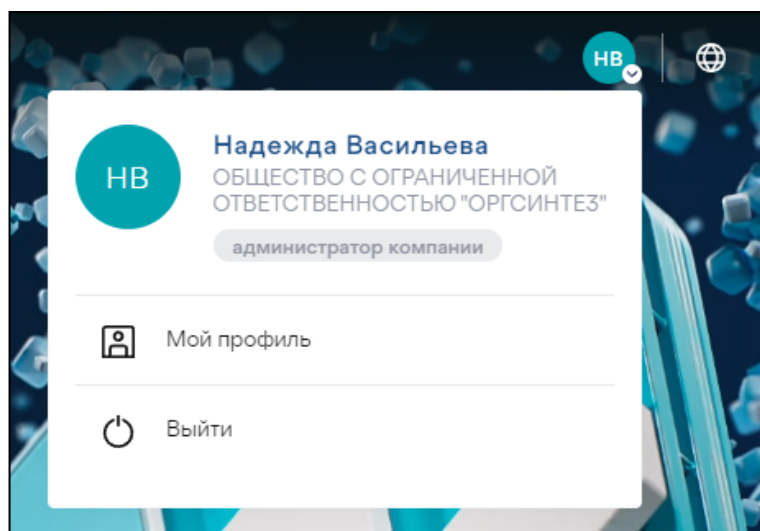 НВ
НВ
Надежда Васильева
ОБЩЕСТВО С ОГРАНИЧЕННОЙ
ОТВЕТСТВЕННОСТЬЮ "ОРГСИНТЕЗ"
администратор компании
Мой профиль
Выйти